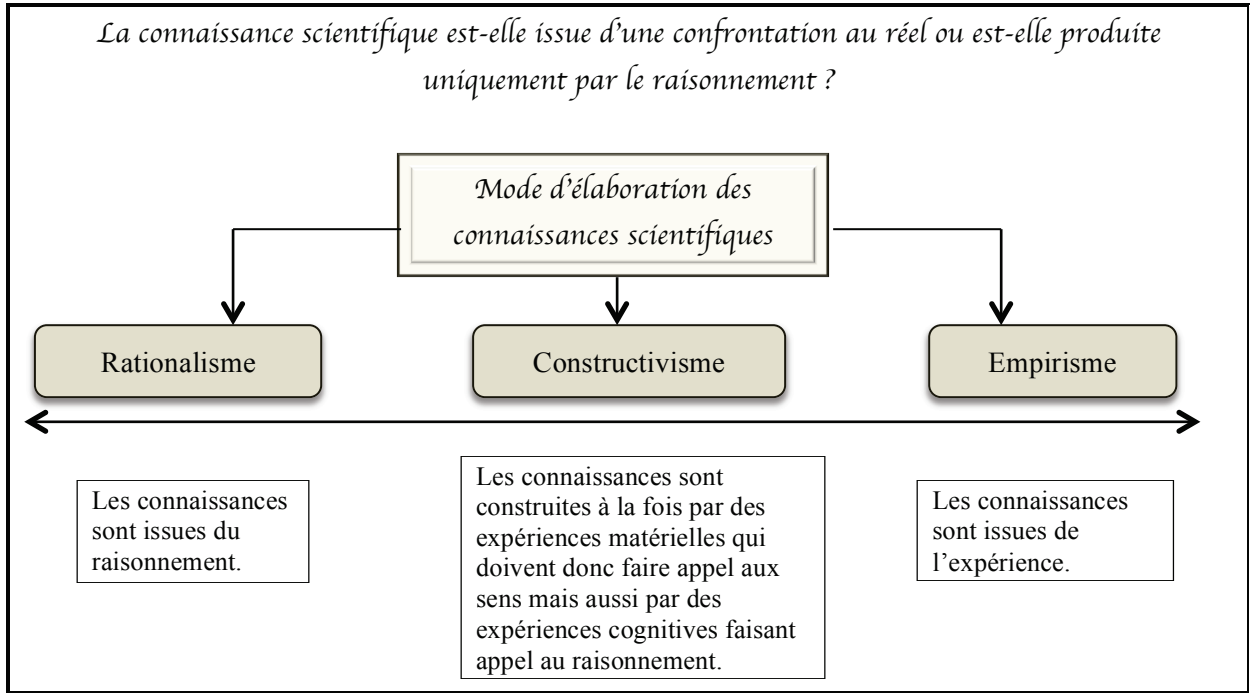 La connaissance scientifique est-elle issue d'une confrontation au réel ou est-elle produite
uniquement par le raisonnement ?
Mode d'élaboration des
connaissances scientifiques
Rationalisme
Constructivisme
Empirisme
Les connaissances
sont issues du
raisonnement.
Les connaissances sont
construites à la fois par des
expériences matérielles qui
doivent donc faire appel aux
sens mais aussi par des
expériences cognitives faisant
appel au raisonnement.
Les connaissances
sont issues de
l’expérience.